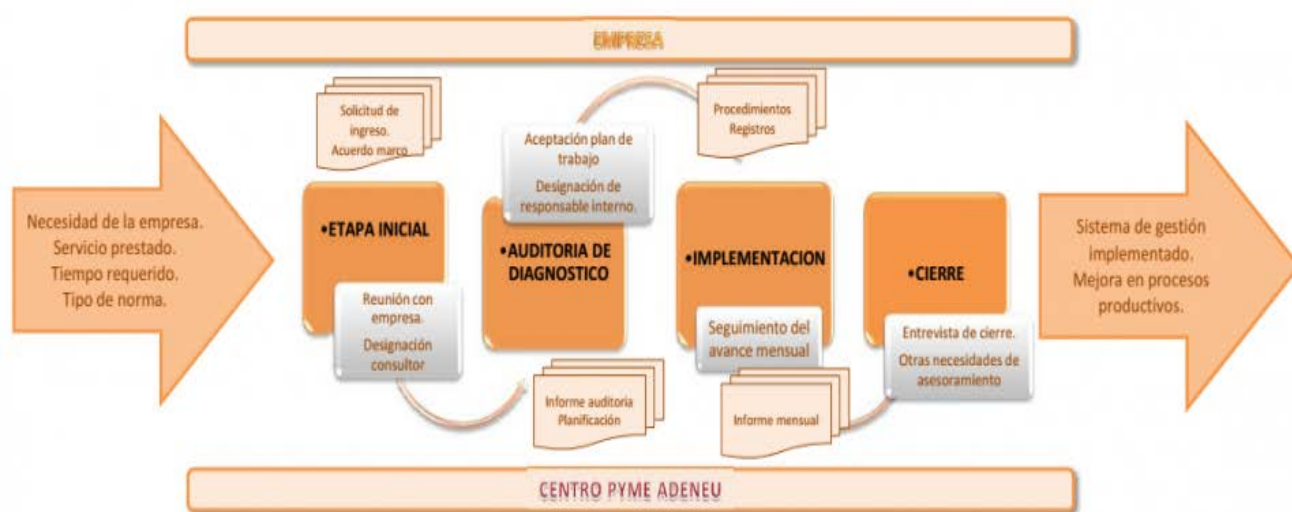 EMPRESA
Solicitud de
ingreso.
Acuerdo marco
Aceptación plan de
trabajo
Designación de
responsable interno.
Procedimientos
Registros
Necesidad de la empresa.
Servicio prestado.
Tiempo requerido.
Tipo de norma.
•ETAPA INICIAL
Reunión con
empresa.
Designación
consultor
•AUDITORIA DE
DIAGNOSTICO
Informe auditoria
Planificación
•IMPLEMENTACION
Seguimiento del
avance mensual
Informe mensual
•CIERRE
Entrevista de cierre.
Otras necesidades de
asesoramiento
Sistema de gestión
implementado.
Mejora en procesos
productivos.
CENTRO PYME ADENEU